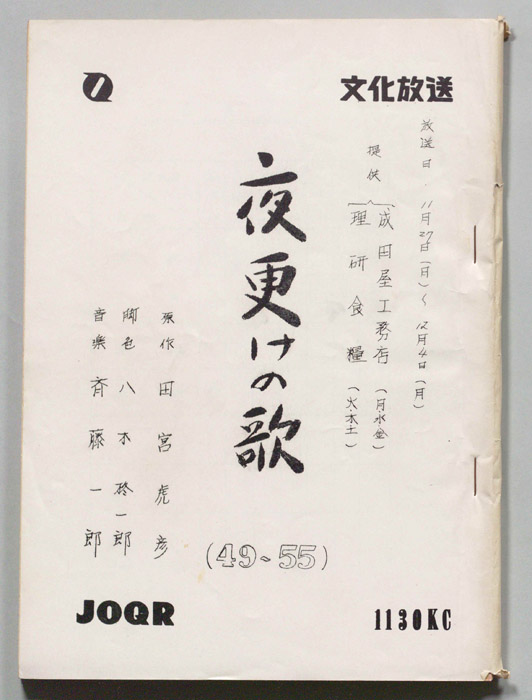 文化放送
放送日・11月27日（月）〜12月4日（月）
提供
成田屋工務店（月水金）
理研食糧（火・木土）
夜更けの歌
(49~55)
原作 田宮虎彦
脚色 八木柊一郎
音楽 斉藤一郎
JOQR
1130KC